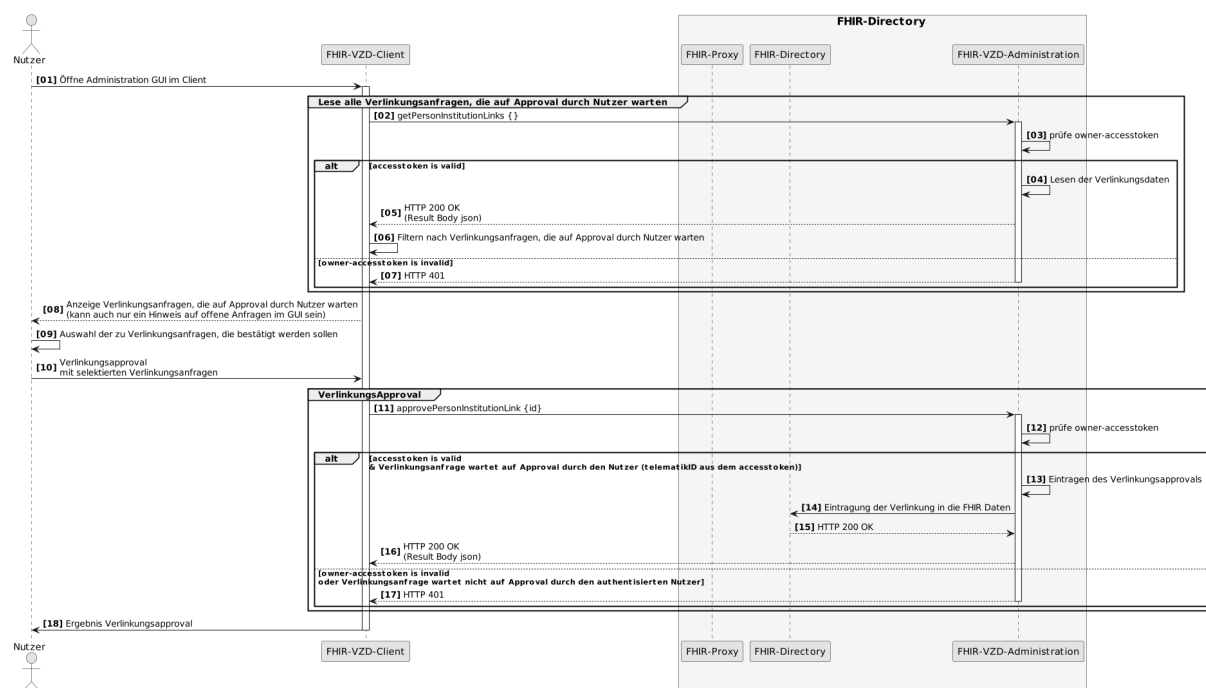 FHIR-Directory
Nutzer
FHIR-VZD-Client
FHIR-Proxy
FHIR-Directory
FHIR-VZD-Administration
[01] Öffne Administration GUI im Client
Lese alle Verlinkungsanfragen, die auf Approval durch Nutzer warten
[02] getPersonInstitutionLinks {}
[03] prüfe owner-accesstoken
alt
[accesstoken is valid]
[04] Lesen der Verlinkungsdaten
[05] HTTP 200 OK
(Result Body json)
[06] Filtern nach Verlinkungsanfragen, die auf Approval durch Nutzer warten
[owner-accesstoken is invalid]
[07] HTTP 401
[08] Anzeige Verlinkungsanfragen, die auf Approval durch Nutzer warten
(kann auch nur ein Hinweis auf offene Anfragen im GUI sein)
[09] Auswahl der zu Verlinkungsanfragen, die bestätigt werden sollen
[10] Verlinkungsapproval
mit selektierten Verlinkungsanfragen
VerlinkungsApproval
[11] approvePersonInstitutionLink {id}
[12] prüfe owner-accesstoken
alt
[accesstoken is valid
& Verlinkungsanfrage wartet auf Approval durch den Nutzer (telematikID aus dem accesstoken)]
[13] Eintragen des Verlinkungsapprovals
[14] Eintragung der Verlinkung in die FHIR Daten
[15] HTTP 200 OK
[16] HTTP 200 OK
(Result Body json)
[owner-accesstoken is invalid
oder Verlinkungsanfrage wartet nicht auf Approval durch den authentisierten Nutzer]
[17] HTTP 401
[18] Ergebnis Verlinkungsapproval
Nutzer
FHIR-VZD-Client
FHIR-Proxy
FHIR-Directory
FHIR-VZD-Administration